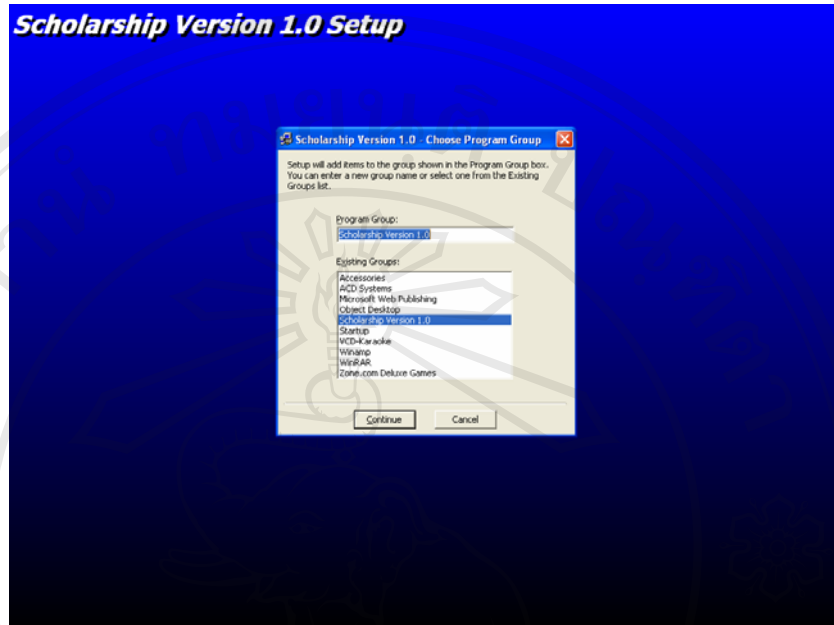 Scholarship Version 1.0 Setup
Scholarship Version 1.0 - Choose Program Group
Setup will add items to the group shown in the Program Group box.
You can enter a new group name or select one from the Existing
Groups list.
Program Group:
Scholarship Version 1.0
Existing Groups:
Accessories
ACD Systems
Microsoft Web Publishing
Object Desktop
Scholarship Version 1.0
Startup
VCD-Karaoke
Winamp
WinRAR
Zone.com Deluxe Games
Continue
Cancel